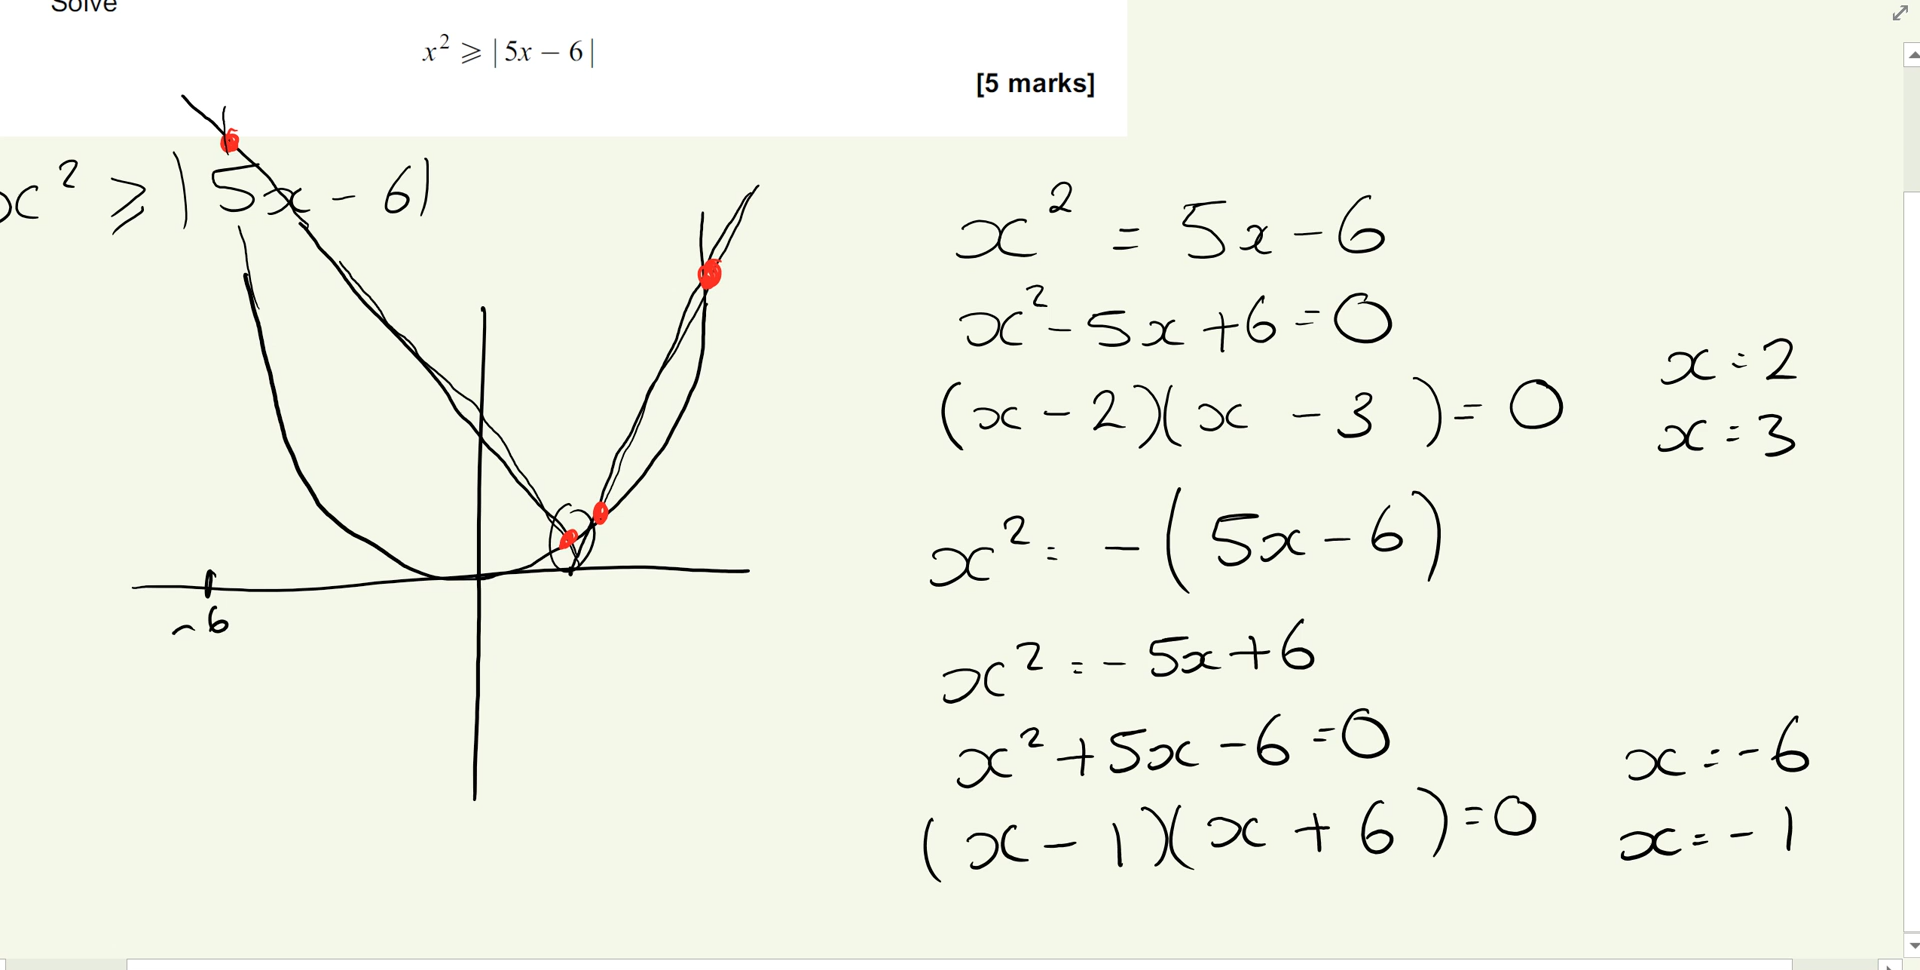 Solve
x² ⩾ | 5x − 6 |
[5 marks]
x² ⩾ |5x - 6|
-6
x² = 5x - 6
x² - 5x + 6 = 0
(x - 2)(x - 3) = 0
x = 2
x = 3
x² = - (5x - 6)
x² = - 5x + 6
x² + 5x - 6 = 0
(x - 1)(x + 6) = 0
x = -6
x = -1